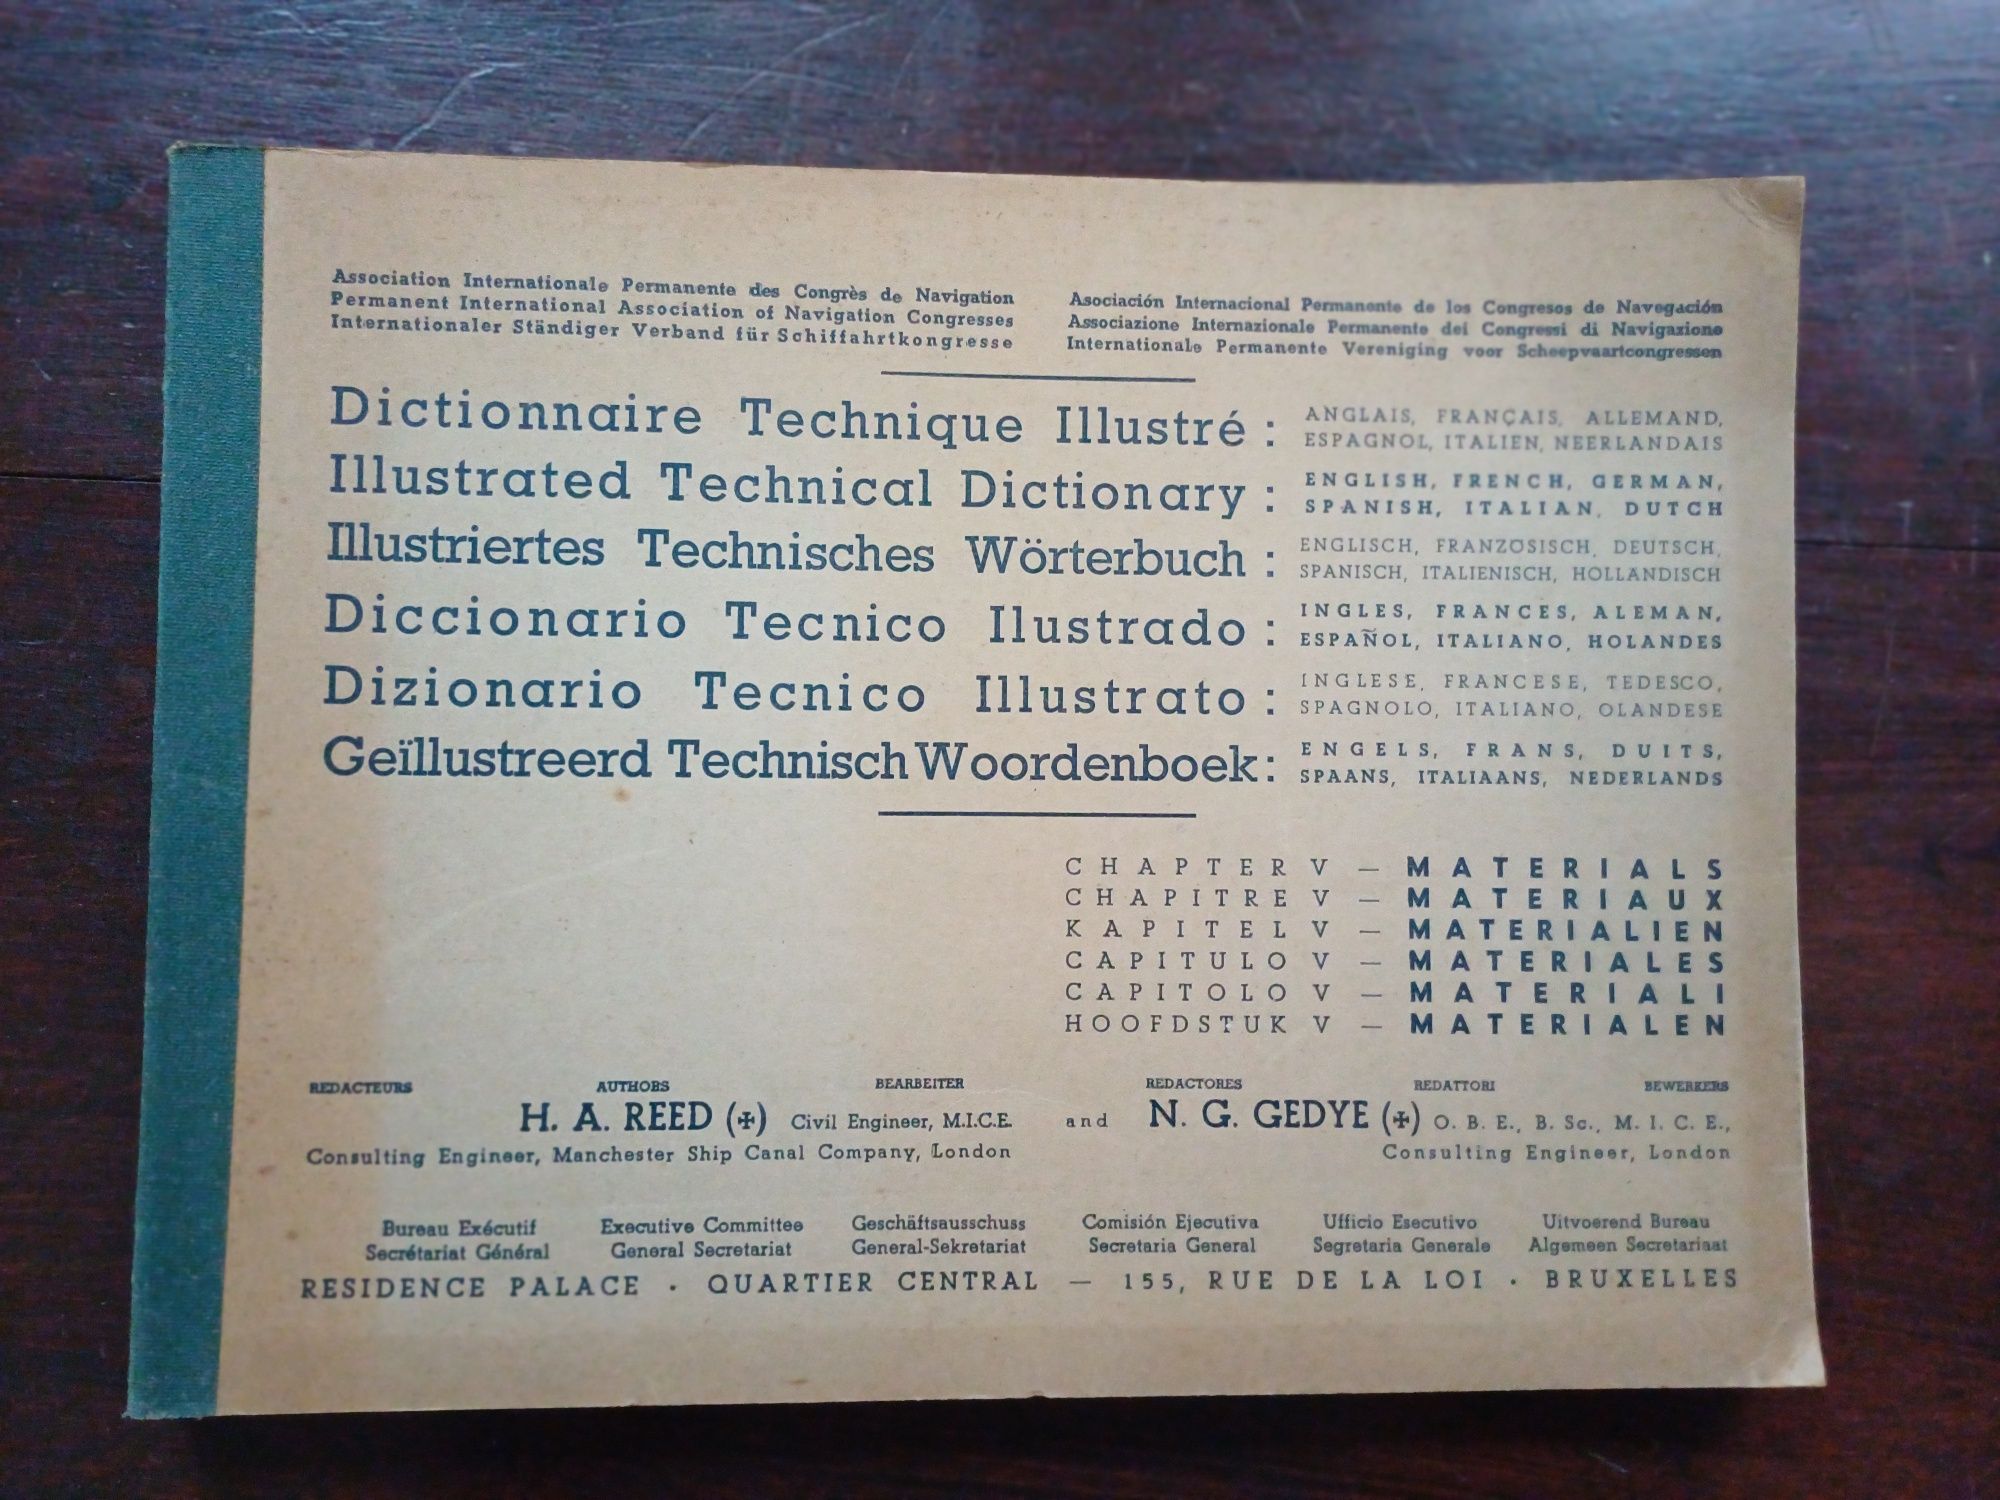 Association Internationale Permanente des Congrès de Navigation
Permanent International Association of Navigation Congresses
Internationaler Ständiger Verband für Schiffahrtkongresse
Asociación Internacional Permanente de los Congresos de Navegación
Associazione Internazionale Permanente dei Congressi di Navigazione
Internationale Permanente Vereniging voor Scheepvaartcongressen
Dictionnaire Technique Illustré : ANGLAIS, FRANÇAIS, ALLEMAND,
ESPAGNOL, ITALIEN, NEERLANDAIS
Illustrated Technical Dictionary : ENGLISH, FRENCH, GERMAN,
SPANISH, ITALIAN, DUTCH
Illustriertes Technisches Wörterbuch : ENGLISCH, FRANZÖSISCH, DEUTSCH,
SPANISCH, ITALIENISCH, HOLLÄNDISCH
Diccionario Tecnico Ilustrado : INGLES, FRANCES, ALEMAN,
ESPAÑOL, ITALIANO, HOLANDES
Dizionario Tecnico Illustrato : INGLESE, FRANCESE, TEDESCO,
SPAGNOLO, ITALIANO, OLANDESE
Geïllustreerd Technisch Woordenboek : ENGELS, FRANS, DUITS,
SPAANS, ITALIAANS, NEDERLANDS
CHAPTER V — MATERIALS
CHAPITRE V — MATERIAUX
KAPITEL V — MATERIALIEN
CAPITULO V — MATERIALES
CAPITOLO V — MATERIALI
HOOFDSTUK V — MATERIALEN
REDACTEURS AUTHORS BEARBEITER REDACTORES REDATTORI BEWERKERS
H. A. REED (✠) Civil Engineer, M.I.C.E. and N. G. GEDYE (✠) O. B. E., B. Sc., M. I. C. E.,
Consulting Engineer, Manchester Ship Canal Company, London Consulting Engineer, London
Bureau Exécutif Executive Committee Geschäftsausschuss Comisión Ejecutiva Ufficio Esecutivo Uitvoerend Bureau
Secrétariat Général General Secretariat General-Sekretariat Secretaria General Segretaria Generale Algemeen Secretariaat
RESIDENCE PALACE · QUARTIER CENTRAL — 155, RUE DE LA LOI · BRUXELLES